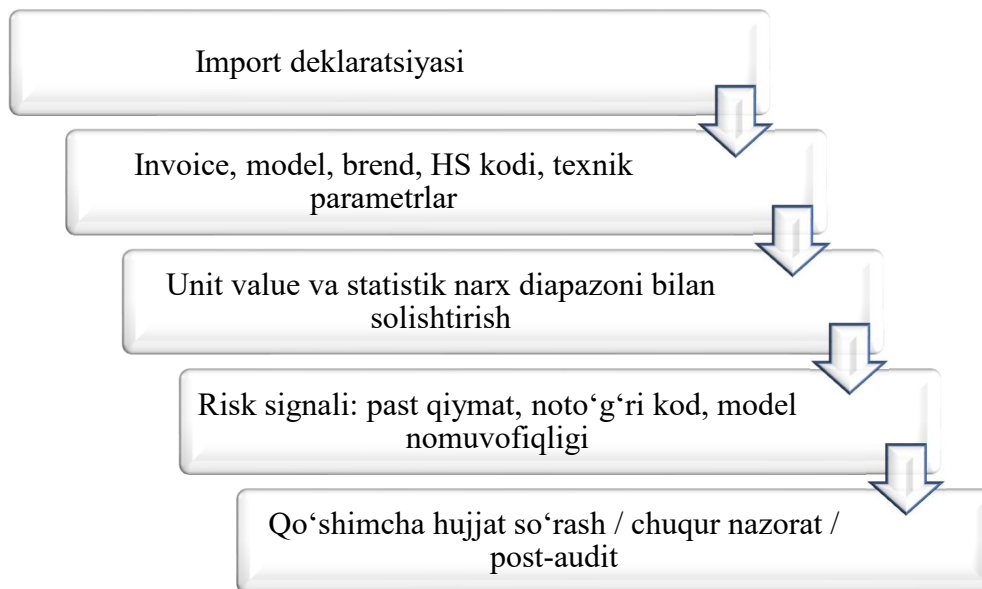 Import deklaratsiyasi
Invoice, model, brend, HS kodi, texnik
parametrlar
Unit value va statistik narx diapazoni bilan
solishtirish
Risk signali: past qiymat, noto‘g‘ri kod, model
nomuvofiqligi
Qo‘shimcha hujjat so‘rash / chuqur nazorat /
post-audit